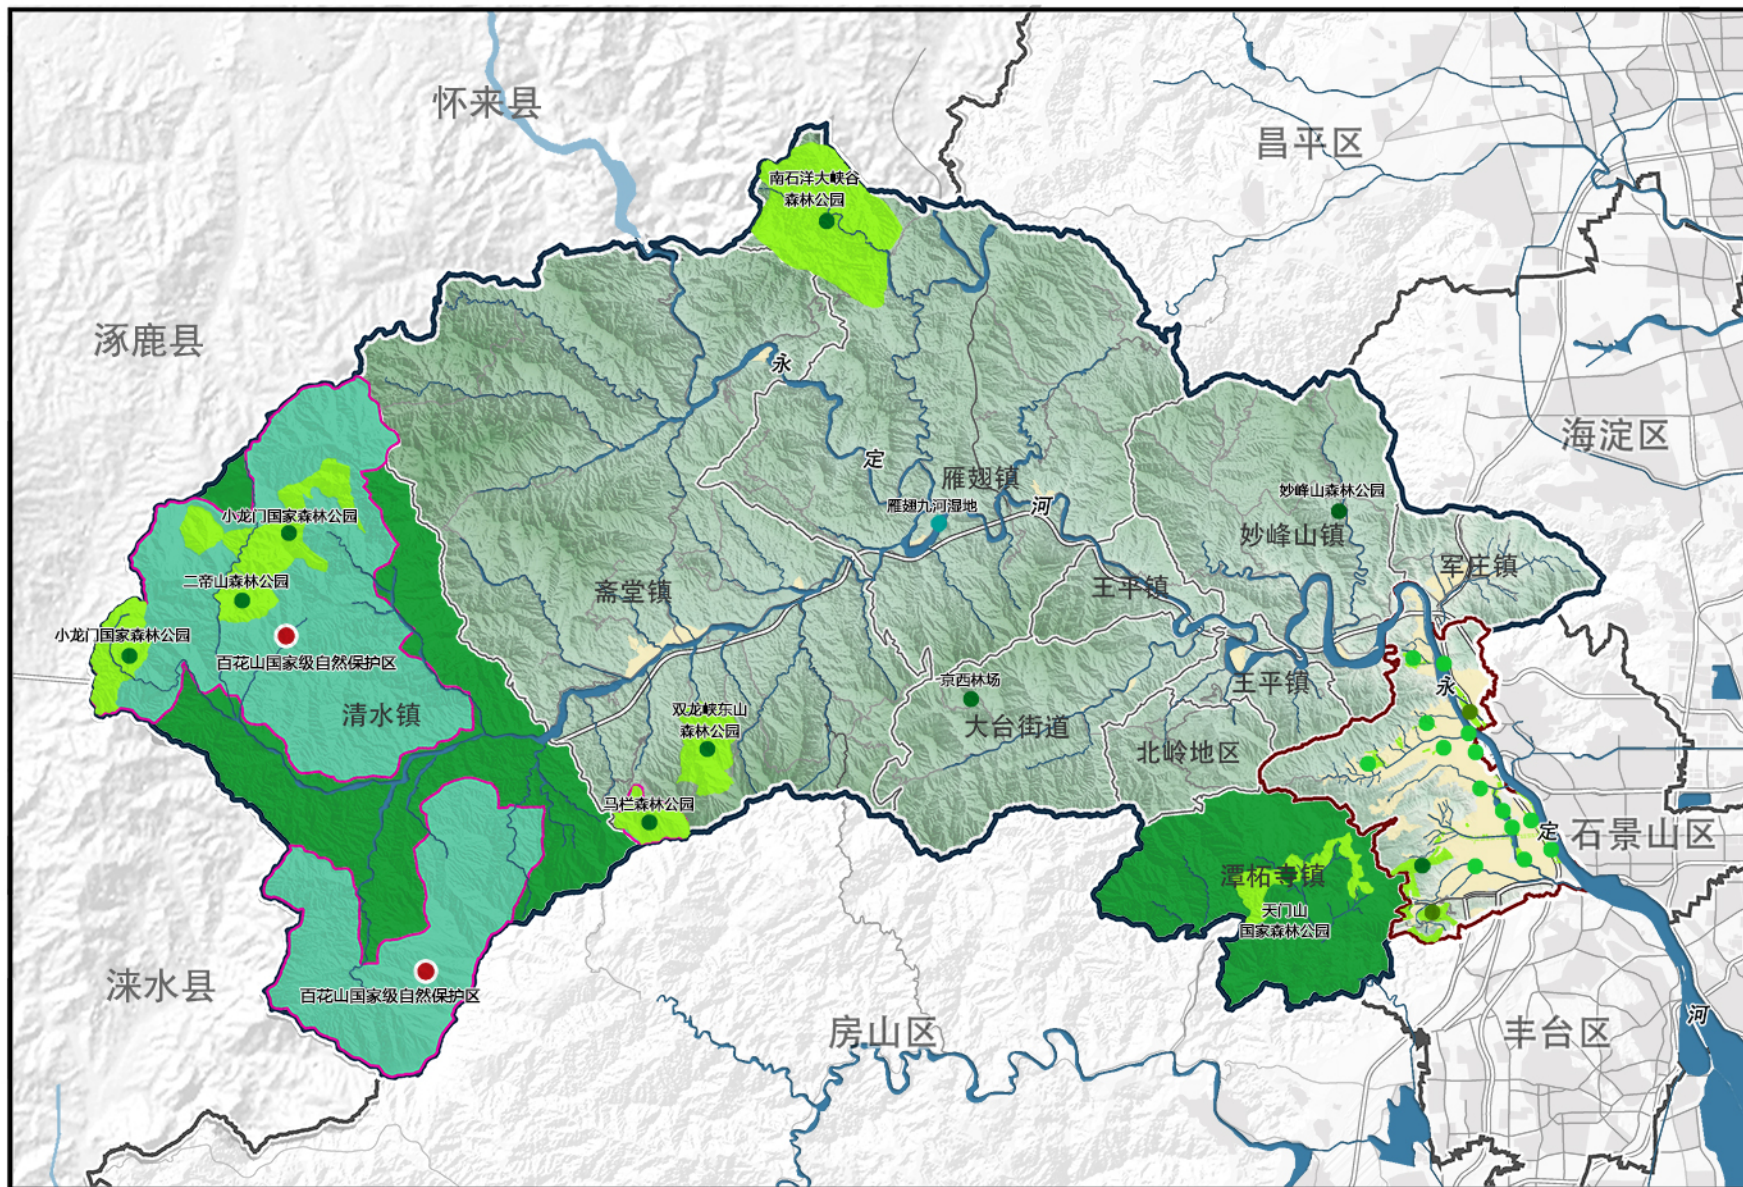 怀来县
昌平区
南石洋大峡谷
森林公园
涿鹿县
永
海淀区
定
雁翅镇
妙峰山森林公园
雁翅九河湿地
河
小龙门国家森林公园
妙峰山镇
军庄镇
二帝山森林公园
斋堂镇
王平镇
小龙门国家森林公园
百花山国家级自然保护区
京西林场
王平镇
永
清水镇
双龙峡东山
森林公园
大台街道
北岭地区
马栏森林公园
定
石景山区
潭柘寺镇
天门山
国家森林公园
涞水县
百花山国家级自然保护区
房山区
河
丰台区